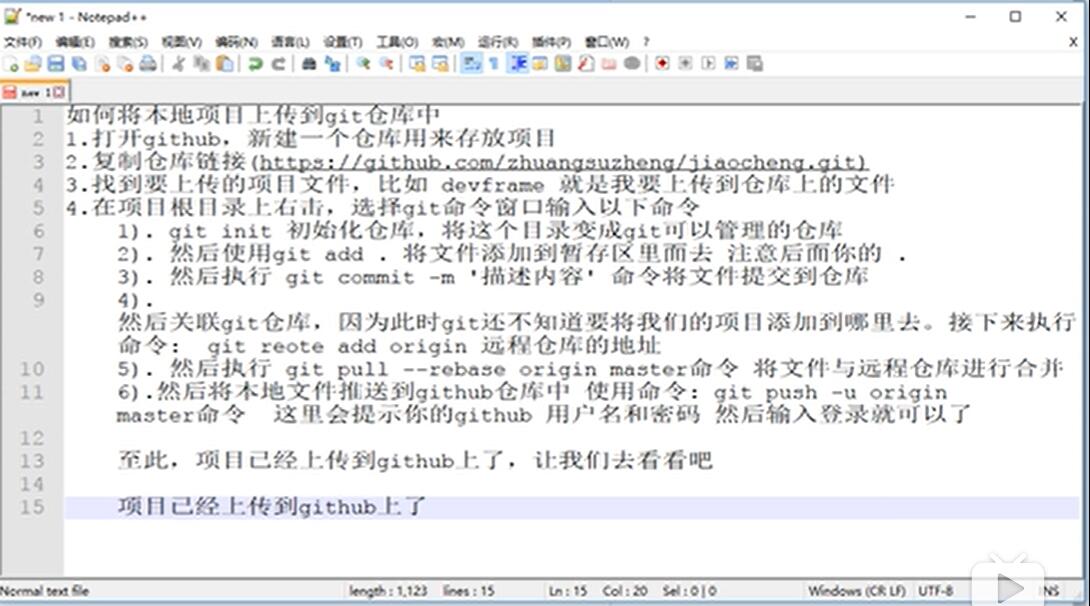 *new 1 - Notepad++
文件(F) 编辑(E) 搜索(S) 视图(V) 编码(N) 语言(L) 设置(T) 工具(O) 宏(M) 运行(R) 插件(P) 窗口(W) ? X
new 1
1 如何将本地项目上传到git仓库中
2 1.打开github，新建一个仓库用来存放项目
3 2.复制仓库链接(https://github.com/zhuangsuzheng/jiaocheng.git)
4 3.找到要上传的项目文件，比如 devframe 就是我要上传到仓库上的文件
5 4.在项目根目录上右击，选择git命令窗口输入以下命令
6 1). git init 初始化仓库，将这个目录变成git可以管理的仓库
7 2). 然后使用git add . 将文件添加到暂存区里而去 注意后而你的 .
8 3). 然后执行 git commit -m '描述内容' 命令将文件提交到仓库
9 4).
然后关联git仓库，因为此时git还不知道要将我们的项目添加到哪里去。接下来执行
命令： git reote add origin 远程仓库的地址
10 5). 然后执行 git pull --rebase origin master命令 将文件与远程仓库进行合并
11 6).然后将本地文件推送到github仓库中 使用命令：git push -u origin
master命令 这里会提示你的github 用户名和密码 然后输入登录就可以了
12
13 至此，项目已经上传到github上了，让我们去看看吧
14
15 项目已经上传到github上了
Normal text file length : 1,123 lines : 15 Ln : 15 Col : 20 Sel : 0 | 0 Windows (CR LF) UTF-8 INS